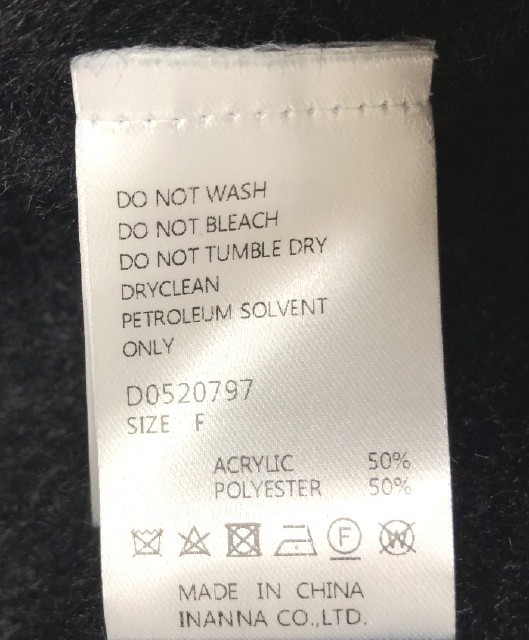 DO NOT WASH
DO NOT BLEACH
DO NOT TUMBLE DRY
DRYCLEAN
PETROLEUM SOLVENT
ONLY
D0520797
SIZE F
ACRYLIC 50%
POLYESTER 50%
F W
MADE IN CHINA
INANNA CO.,LTD.